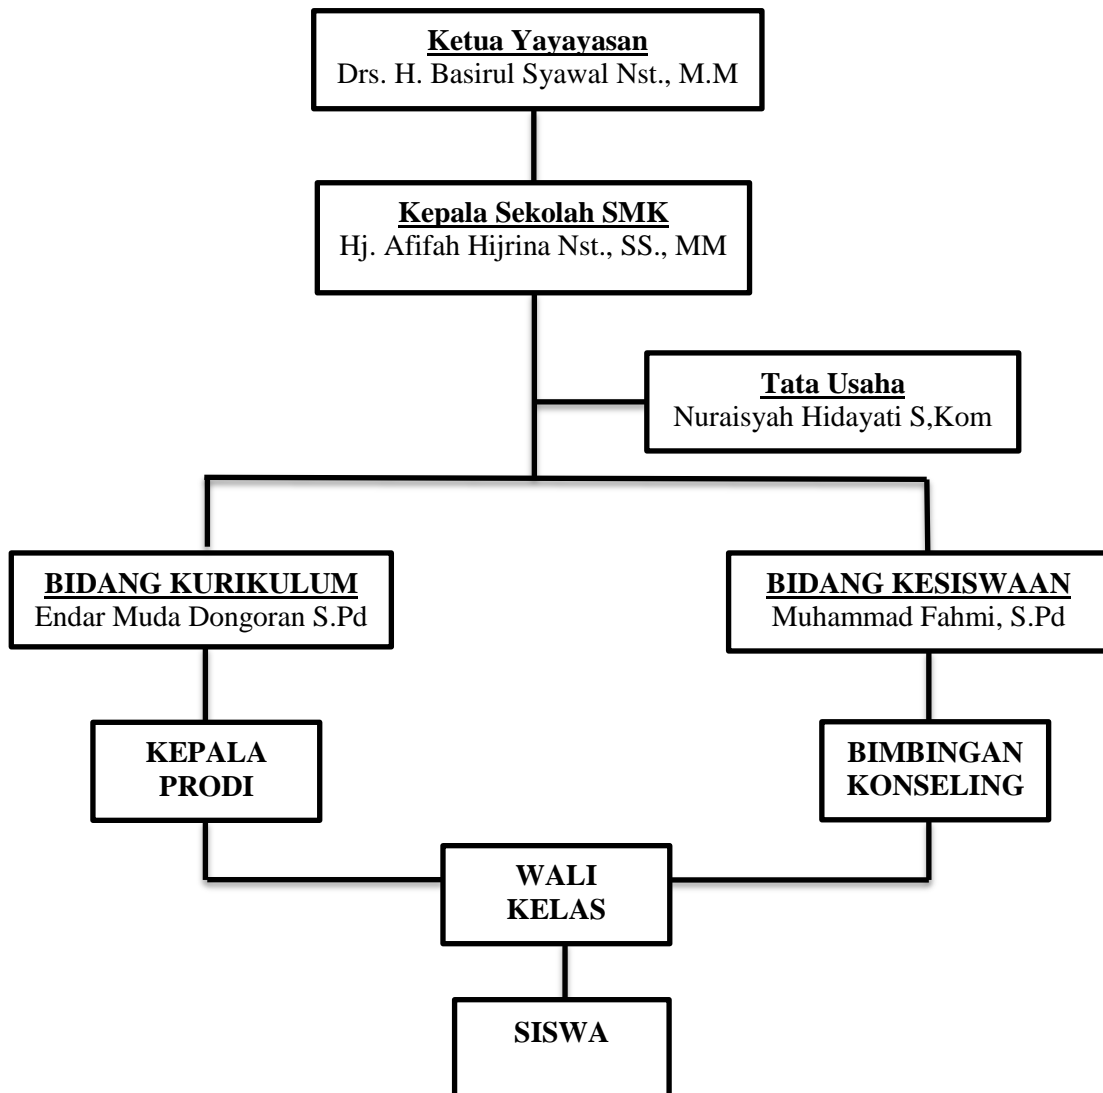 Ketua Yayayasan
Drs. H. Basirul Syawal Nst., M.M
Kepala Sekolah SMK
Hj. Afifah Hijrina Nst., SS., MM
Tata Usaha
Nuraisyah Hidayati S,Kom
BIDANG KURIKULUM
Endar Muda Dongoran S.Pd
BIDANG KESISWAAN
Muhammad Fahmi, S.Pd
KEPALA
PRODI
BIMBINGAN
KONSELING
WALI
KELAS
SISWA